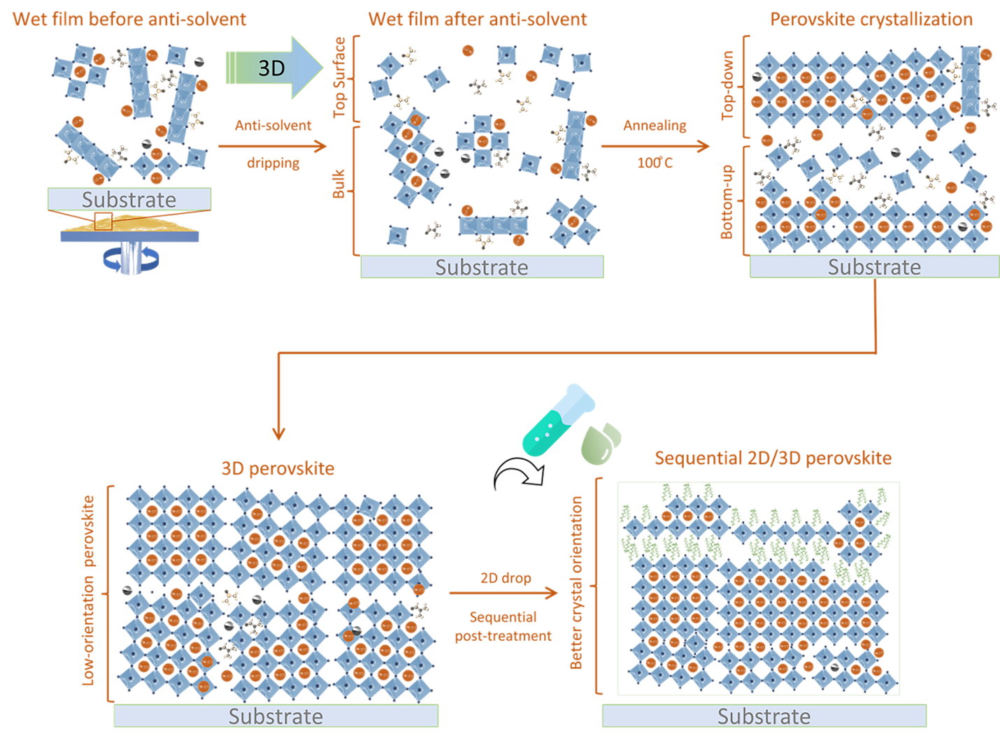 Wet film before anti-solvent
Wet film after anti-solvent
Perovskite crystallization
3D
Top Surface
Bulk
Top-down
Bottom-up
Anti-solvent
dripping
Annealing
100°C
Substrate
Substrate
Substrate
3D perovskite
Sequential 2D/3D perovskite
Low-orientation perovskite
2D drop
Sequential
post-treatment
Better crystal orientation
Substrate
Substrate